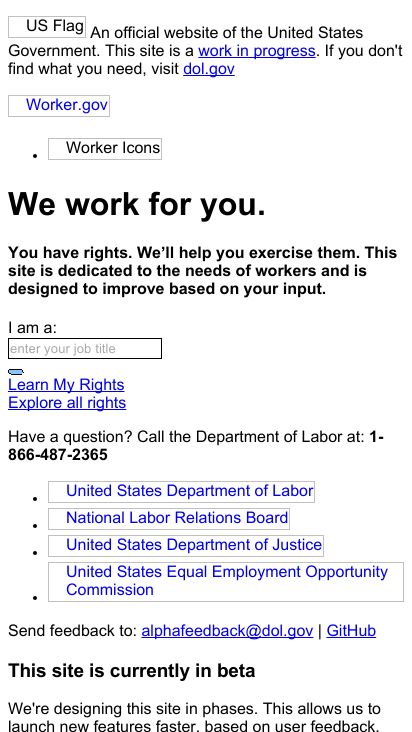 US Flag An official website of the United States
Government. This site is a work in progress. If you don't
find what you need, visit dol.gov
Worker.gov
Worker Icons
We work for you.
You have rights. We’ll help you exercise them. This
site is dedicated to the needs of workers and is
designed to improve based on your input.
I am a:
enter your job title
Learn My Rights
Explore all rights
Have a question? Call the Department of Labor at: 1-
866-487-2365
United States Department of Labor
National Labor Relations Board
United States Department of Justice
United States Equal Employment Opportunity
Commission
Send feedback to: alphafeedback@dol.gov | GitHub
This site is currently in beta
We're designing this site in phases. This allows us to
launch new features faster, based on user feedback.